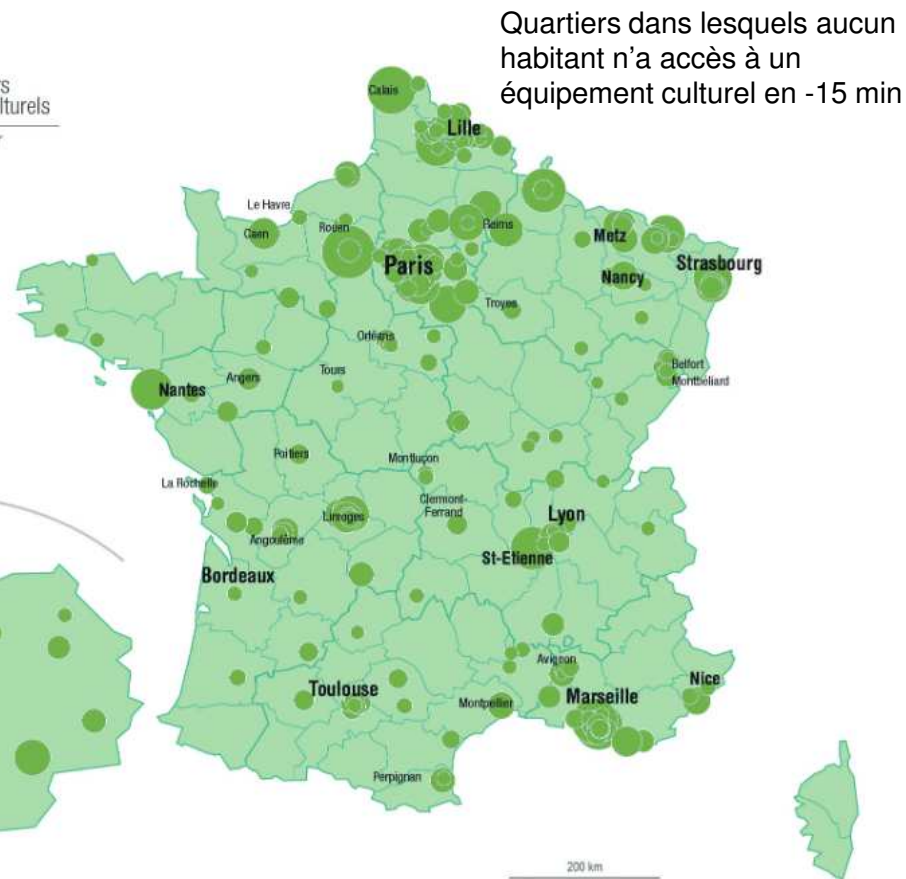 Quartiers dans lesquels aucun
habitant n'a accès à un
équipement culturel en -15 min
Calais
Lille
Le Havre
Caen
Rouen
Reims
Paris
Metz
Nancy
Strasbourg
Troyes
Orléans
Belfort
Montbéliard
Nantes
Angers
Tours
Poitiers
Montluçon
La Rochelle
Clermont-
Ferrand
Limoges
Angoulême
Lyon
St-Etienne
Bordeaux
Avignon
Nice
Toulouse
Montpellier
Marseille
Perpignan
200 km